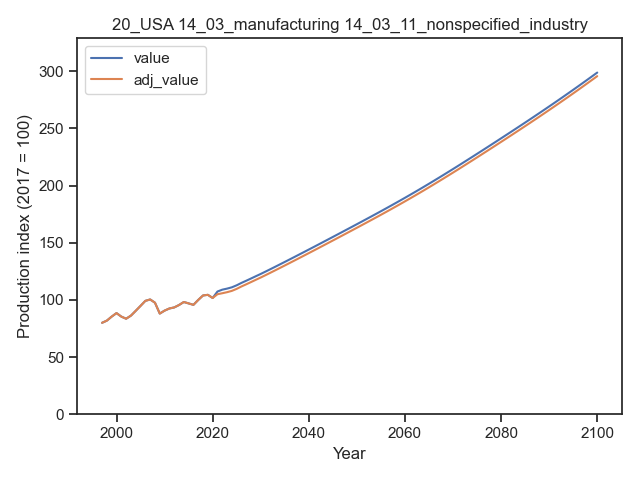 20_USA 14_03_manufacturing 14_03_11_nonspecified_industry
value
adj_value
Production index (2017 = 100)
300
250
200
150
100
50
0
2000 2020 2040 2060 2080 2100
Year